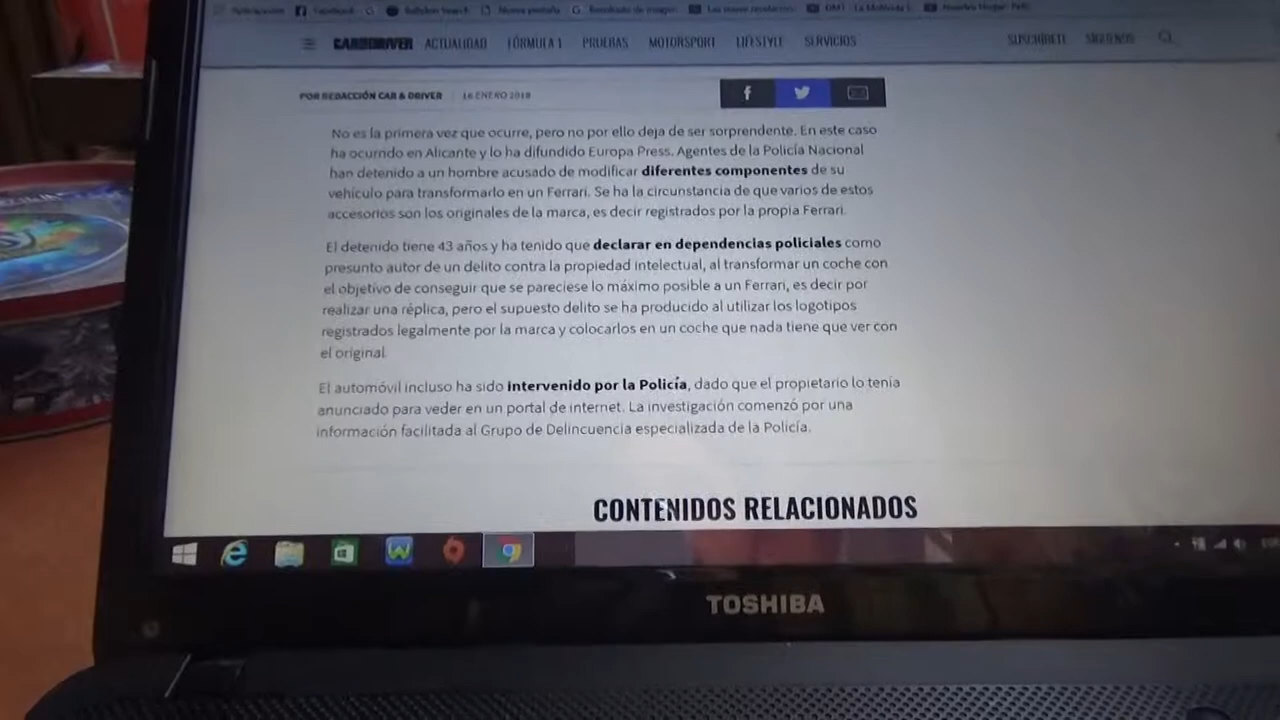 Facebook
CAR&DRIVER ACTUALIDAD FÓRMULA 1 PRUEBAS MOTORSPORT LIFESTYLE SERVICIOS SUSCRÍBETE SÍGUENOS
POR REDACCIÓN CAR & DRIVER 16 ENERO 2018
No es la primera vez que ocurre, pero no por ello deja de ser sorprendente. En este caso
ha ocurrido en Alicante y lo ha difundido Europa Press. Agentes de la Policía Nacional
han detenido a un hombre acusado de modificar diferentes componentes de su
vehículo para transformarlo en un Ferrari. Se ha la circunstancia de que varios de estos
accesorios son los originales de la marca, es decir registrados por la propia Ferrari.
El detenido tiene 43 años y ha tenido que declarar en dependencias policiales como
presunto autor de un delito contra la propiedad intelectual, al transformar un coche con
el objetivo de conseguir que se pareciese lo máximo posible a un Ferrari, es decir por
realizar una réplica, pero el supuesto delito se ha producido al utilizar los logotipos
registrados legalmente por la marca y colocarlos en un coche que nada tiene que ver con
el original.
El automóvil incluso ha sido intervenido por la Policía, dado que el propietario lo tenía
anunciado para veder en un portal de internet. La investigación comenzó por una
información facilitada al Grupo de Delincuencia especializada de la Policía.
CONTENIDOS RELACIONADOS
TOSHIBA